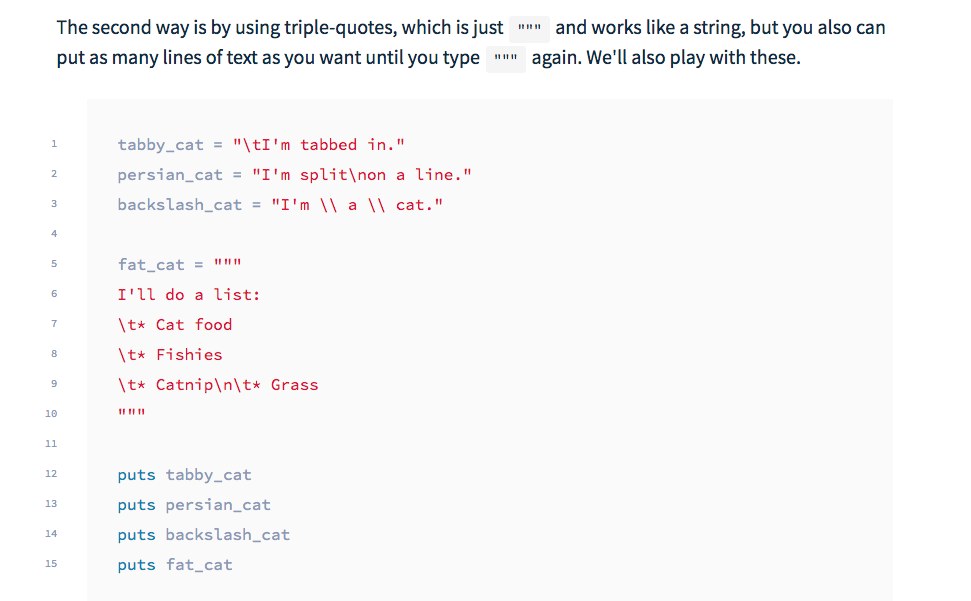 The second way is by using triple-quotes, which is just """ and works like a string, but you also can
put as many lines of text as you want until you type """ again. We'll also play with these.
1 tabby_cat = "\tI'm tabbed in."
2 persian_cat = "I'm split\non a line."
3 backslash_cat = "I'm \\ a \\ cat."
4
5 fat_cat = """
6 I'll do a list:
7 \t* Cat food
8 \t* Fishies
9 \t* Catnip\n\t* Grass
10 """
11
12 puts tabby_cat
13 puts persian_cat
14 puts backslash_cat
15 puts fat_cat